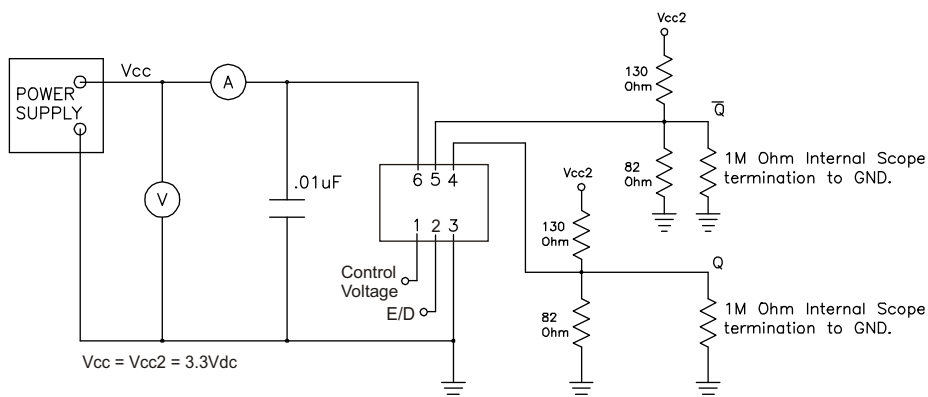 Vcc2
Vcc
A
POWER
SUPPLY
130
Ohm
Q̅
82
Ohm
1M Ohm Internal Scope
termination to GND.
6 5 4
Vcc2
V
.01uF
1 2 3
130
Ohm
Control
Voltage
Q
E/D
82
Ohm
1M Ohm Internal Scope
termination to GND.
Vcc = Vcc2 = 3.3Vdc